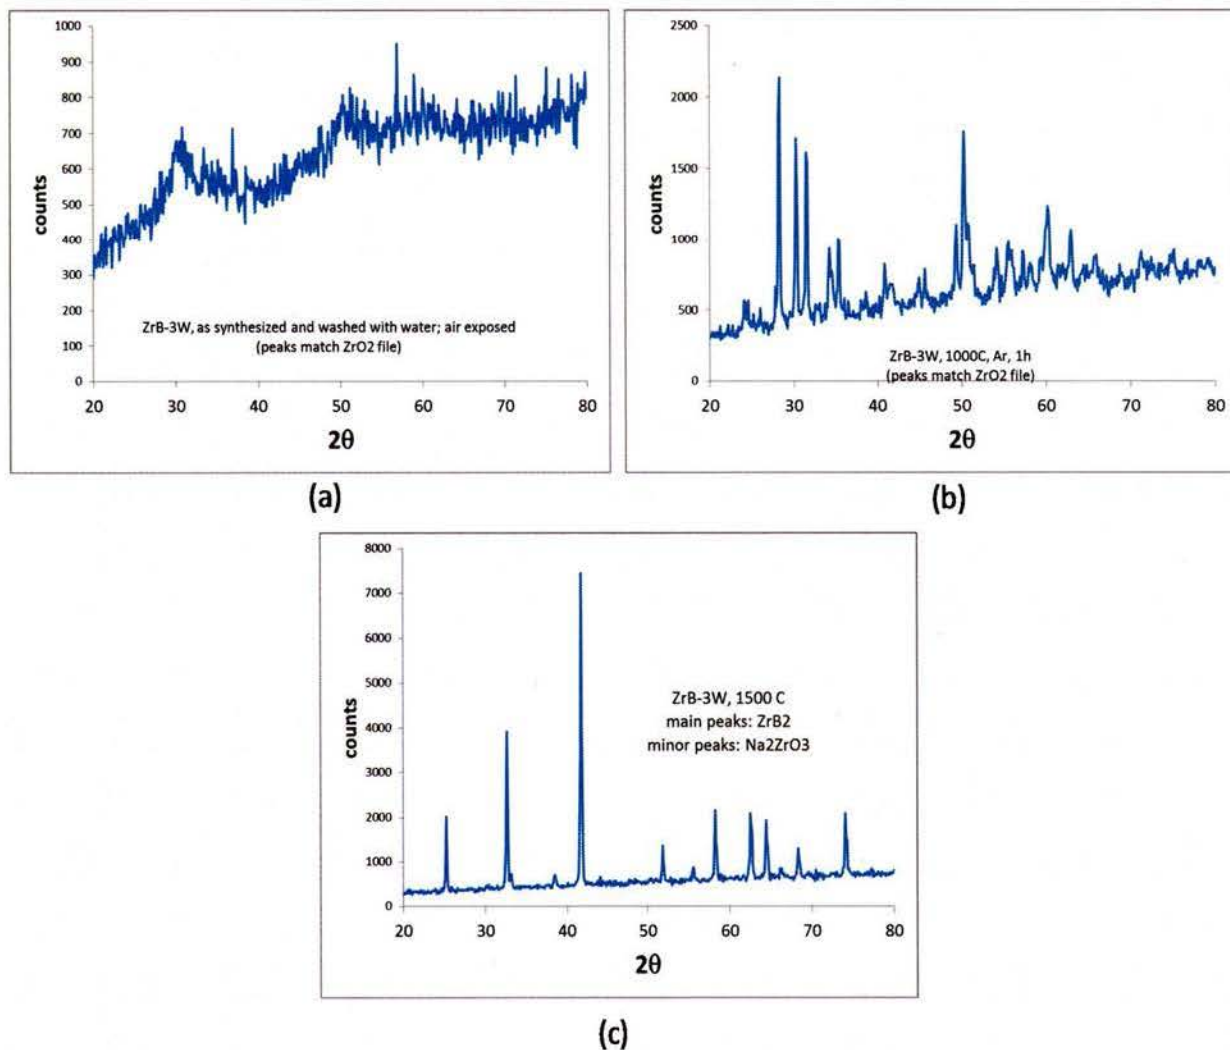 1000
900
800
700
600
500
400
300
200
100
0
counts
ZrB-3W, as synthesized and washed with water; air exposed
(peaks match ZrO2 file)
20 30 40 50 60 70 80
2θ
(a)
2500
2000
1500
1000
500
0
counts
ZrB-3W, 1000C, Ar, 1h
(peaks match ZrO2 file)
20 30 40 50 60 70 80
2θ
(b)
8000
7000
6000
5000
4000
3000
2000
1000
0
counts
ZrB-3W, 1500 C
main peaks: ZrB2
minor peaks: Na2ZrO3
20 30 40 50 60 70 80
2θ
(c)